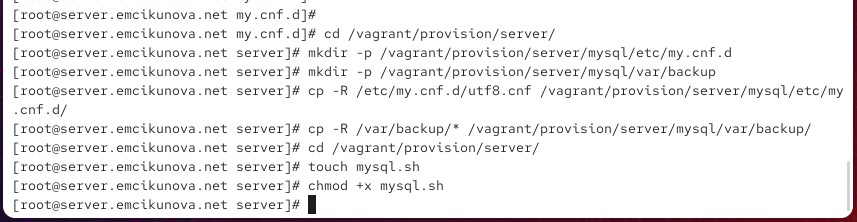 [root@server.emcikunova.net my.cnf.d]#
[root@server.emcikunova.net my.cnf.d]# cd /vagrant/provision/server/
[root@server.emcikunova.net server]# mkdir -p /vagrant/provision/server/mysql/etc/my.cnf.d
[root@server.emcikunova.net server]# mkdir -p /vagrant/provision/server/mysql/var/backup
[root@server.emcikunova.net server]# cp -R /etc/my.cnf.d/utf8.cnf /vagrant/provision/server/mysql/etc/my
.cnf.d/
[root@server.emcikunova.net server]# cp -R /var/backup/* /vagrant/provision/server/mysql/var/backup/
[root@server.emcikunova.net server]# cd /vagrant/provision/server/
[root@server.emcikunova.net server]# touch mysql.sh
[root@server.emcikunova.net server]# chmod +x mysql.sh
[root@server.emcikunova.net server]#